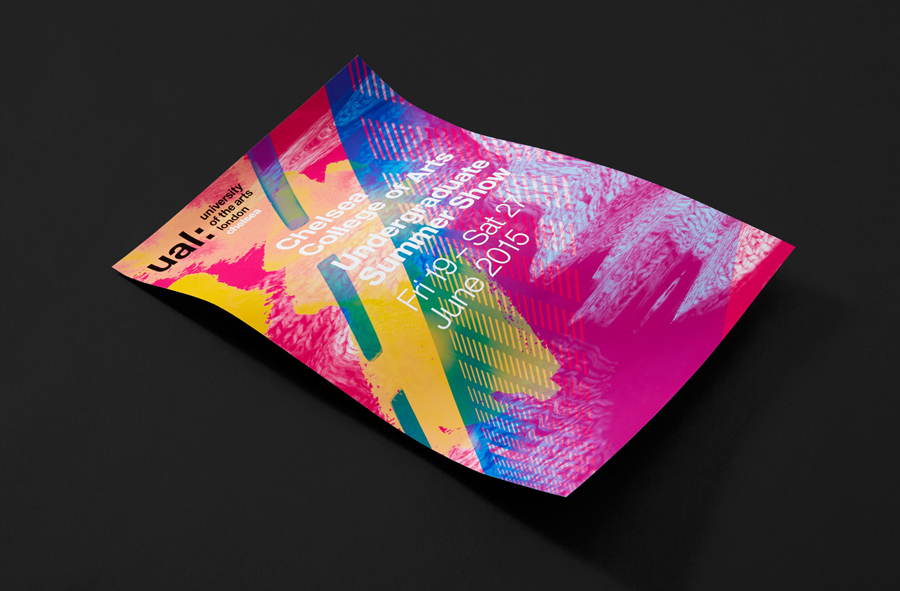 ual:
university
of the arts
london
chelsea
Chelsea
College of Arts
Undergraduate
Summer Show
Fri 19 – Sat 27
June 2015